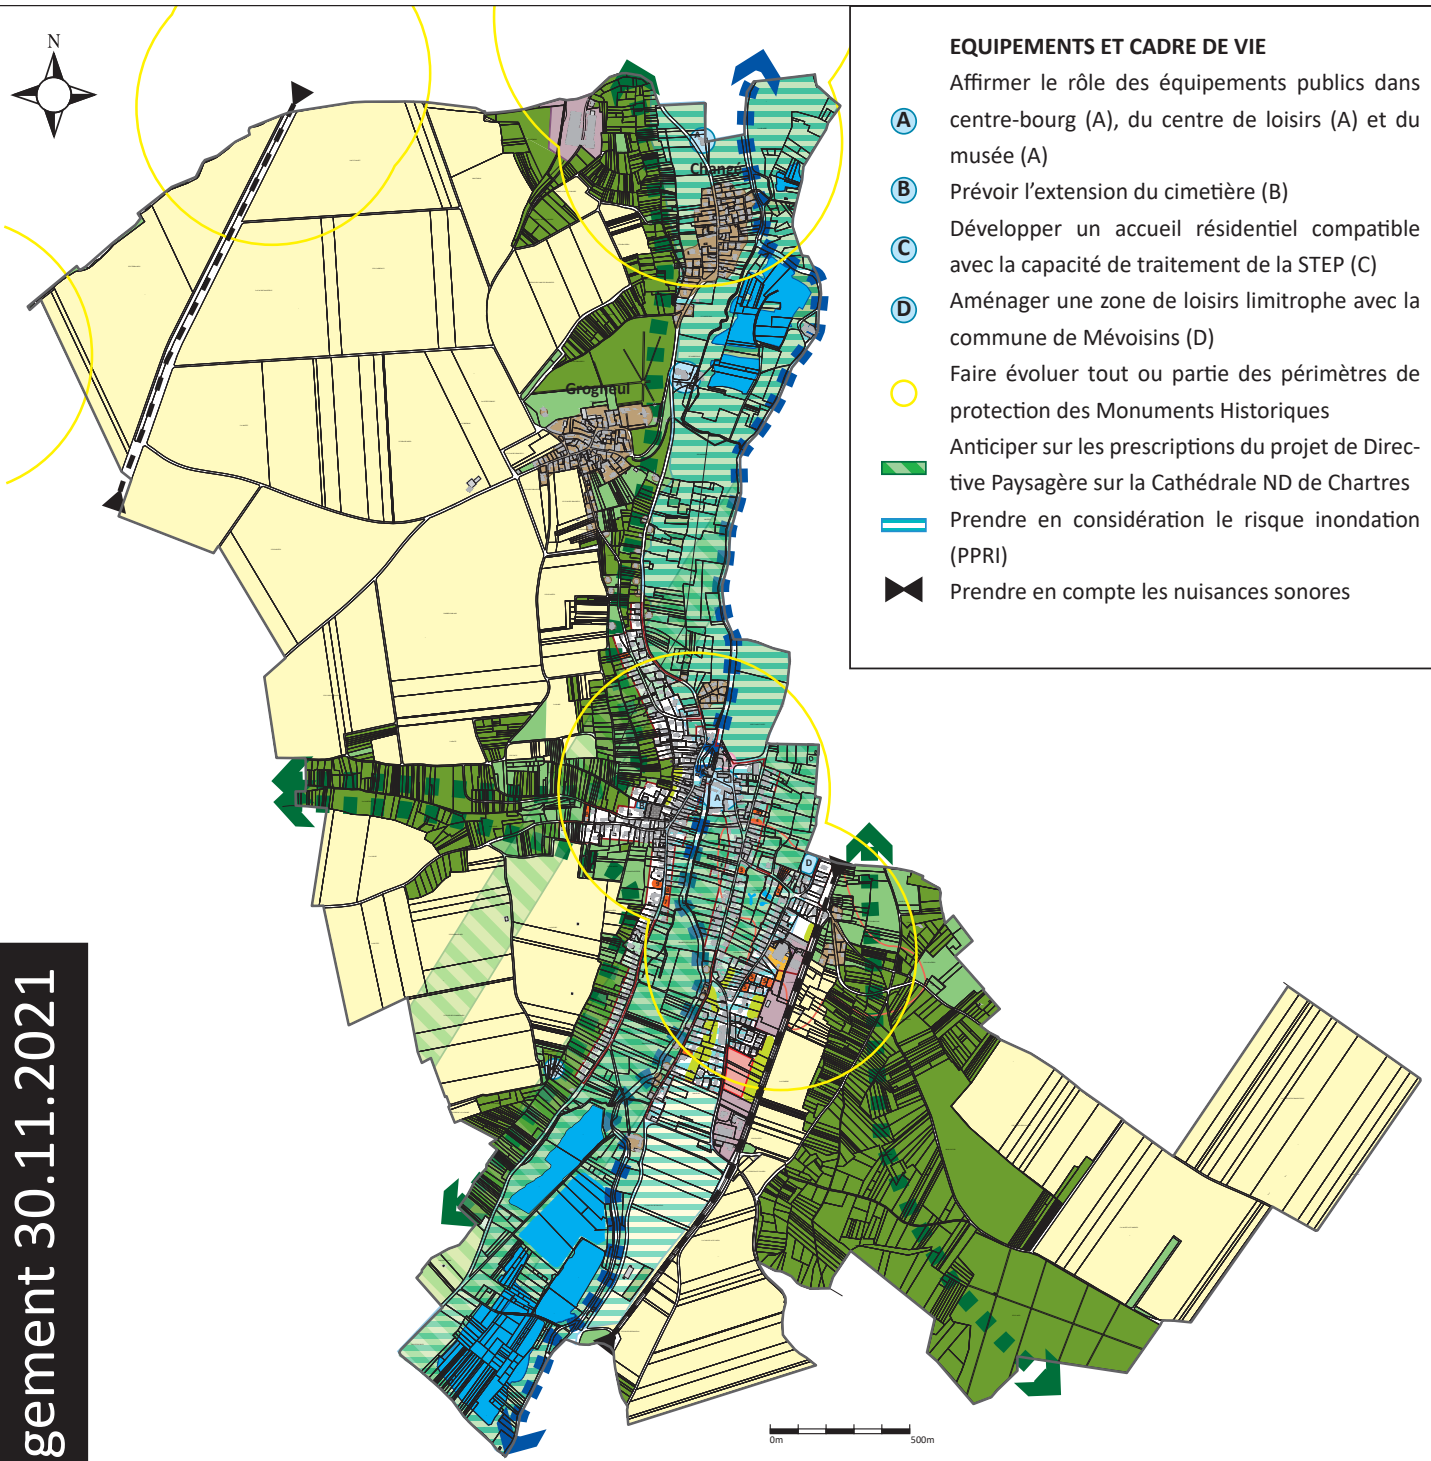 N
EQUIPEMENTS ET CADRE DE VIE
Affirmer le rôle des équipements publics dans
A centre-bourg (A), du centre de loisirs (A) et du
musée (A)
B Prévoir l'extension du cimetière (B)
Développer un accueil résidentiel compatible
C avec la capacité de traitement de la STEP (C)
D Aménager une zone de loisirs limitrophe avec la
commune de Mévoisins (D)
Faire évoluer tout ou partie des périmètres de
protection des Monuments Historiques
Anticiper sur les prescriptions du projet de Direc-
tive Paysagère sur la Cathédrale ND de Chartres
Prendre en considération le risque inondation
(PPRI)
Prendre en compte les nuisances sonores
A
Changé
Grogneul
A
B
D
0m 500m
gement 30.11.2021